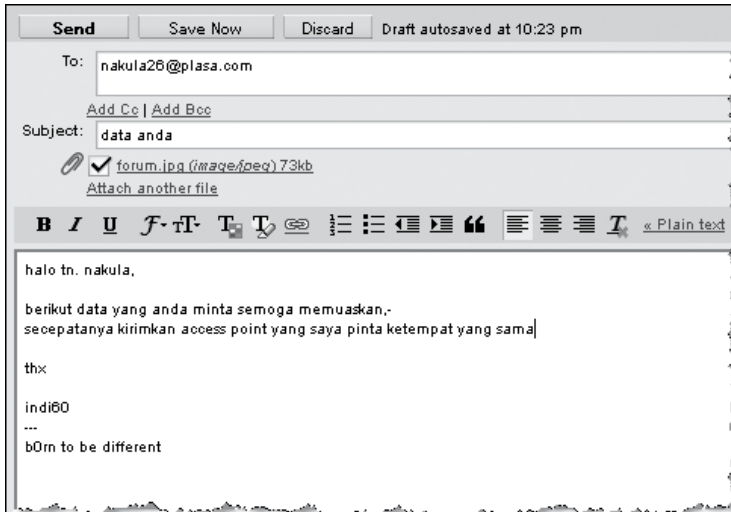 Send Save Now Discard Draft autosaved at 10:23 pm
To: nakula26@plasa.com
Add Cc | Add Bcc
Subject: data anda
forum.jpg (image/jpeg) 73kb
Attach another file
B I U F TT T T T « Plain text
halo tn. nakula,
berikut data yang anda minta semoga memuaskan,-
secepatanya kirimkan access point yang saya pinta ketempat yang sama
thx
indi60
---
b0rn to be different